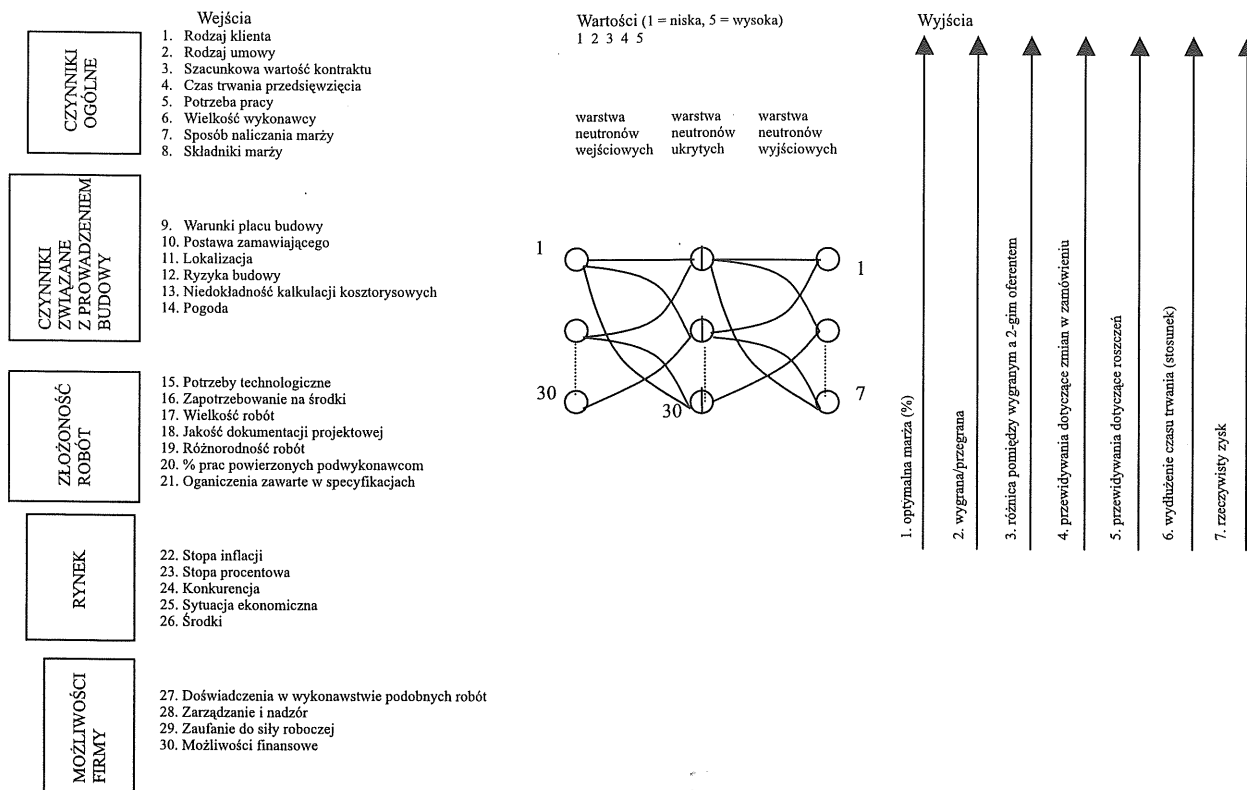 Wejścia
CZYNNIKI
OGÓLNE
1. Rodzaj klienta
2. Rodzaj umowy
3. Szacunkowa wartość kontraktu
4. Czas trwania przedsięwzięcia
5. Potrzeba pracy
6. Wielkość wykonawcy
7. Sposób naliczania marży
8. Składniki marży
CZYNNIKI
ZWIĄZANE
Z PROWADZENIEM
BUDOWY
9. Warunki placu budowy
10. Postawa zamawiającego
11. Lokalizacja
12. Ryzyka budowy
13. Niedokładność kalkulacji kosztorysowych
14. Pogoda
ZŁOŻONOŚĆ
ROBÓT
15. Potrzeby technologiczne
16. Zapotrzebowanie na środki
17. Wielkość robót
18. Jakość dokumentacji projektowej
19. Różnorodność robót
20. % prac powierzonych podwykonawcom
21. Oganiczenia zawarte w specyfikacjach
RYNEK
22. Stopa inflacji
23. Stopa procentowa
24. Konkurencja
25. Sytuacja ekonomiczna
26. Środki
MOŻLIWOŚCI
FIRMY
27. Doświadczenia w wykonawstwie podobnych robót
28. Zarządzanie i nadzór
29. Zaufanie do siły roboczej
30. Możliwości finansowe
Wartości (1 = niska, 5 = wysoka)
1 2 3 4 5
warstwa
neutronów
wejściowych
warstwa
neutronów
ukrytych
warstwa
neutronów
wyjściowych
1
1
30
30
7
Wyjścia
1. optymalna marża (%)
2. wygrana/przegrana
3. różnica pomiędzy wygranym a 2-gim oferentem
4. przewidywania dotyczące zmian w zamówieniu
5. przewidywania dotyczące roszczeń
6. wydłużenie czasu trwania (stosunek)
7. rzeczywisty zysk